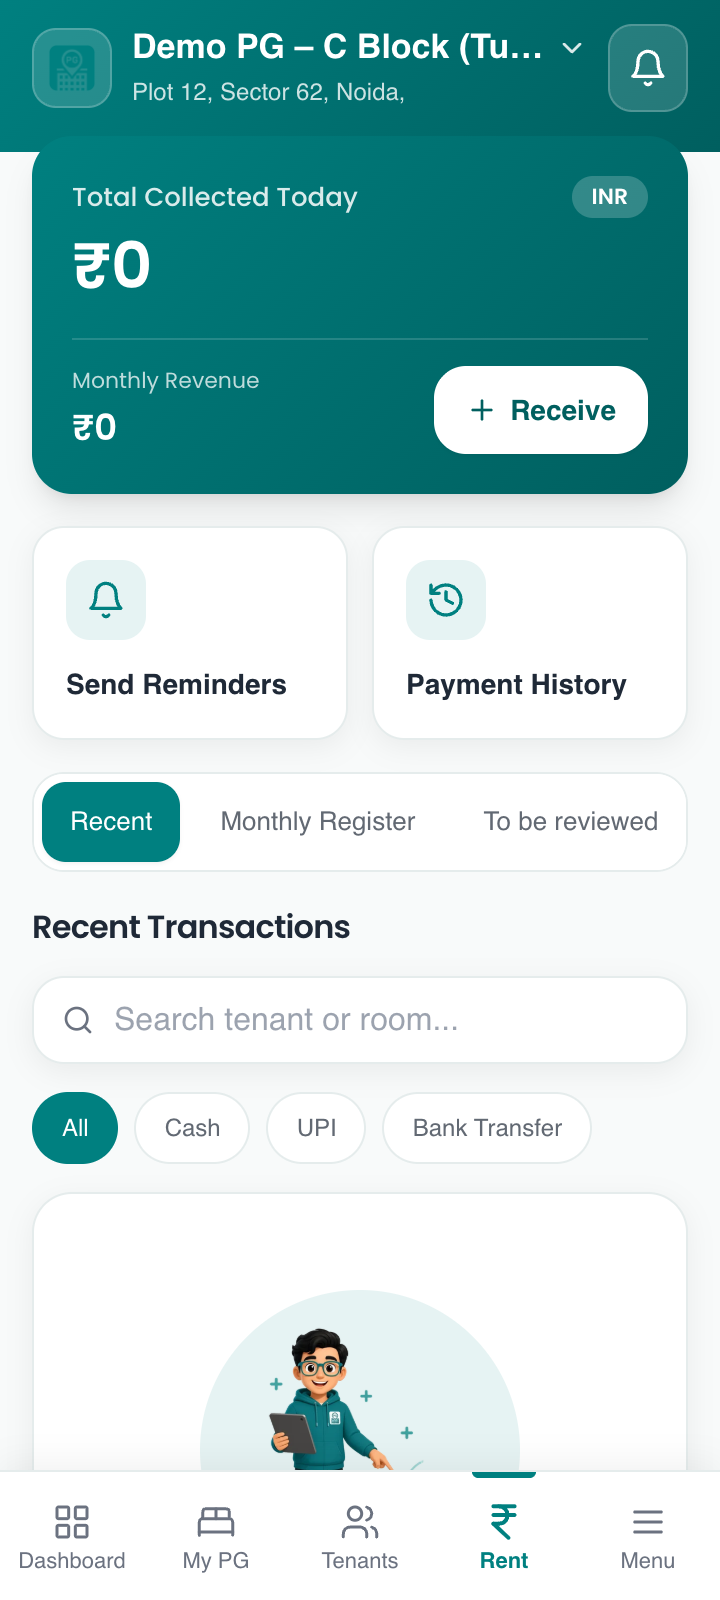 Demo PG – C Block (Tu...
Plot 12, Sector 62, Noida,
Total Collected Today
INR
₹0
Monthly Revenue
₹0
+ Receive
Send Reminders
Payment History
Recent
Monthly Register
To be reviewed
Recent Transactions
Search tenant or room...
All
Cash
UPI
Bank Transfer
Dashboard
My PG
Tenants
Rent
Menu